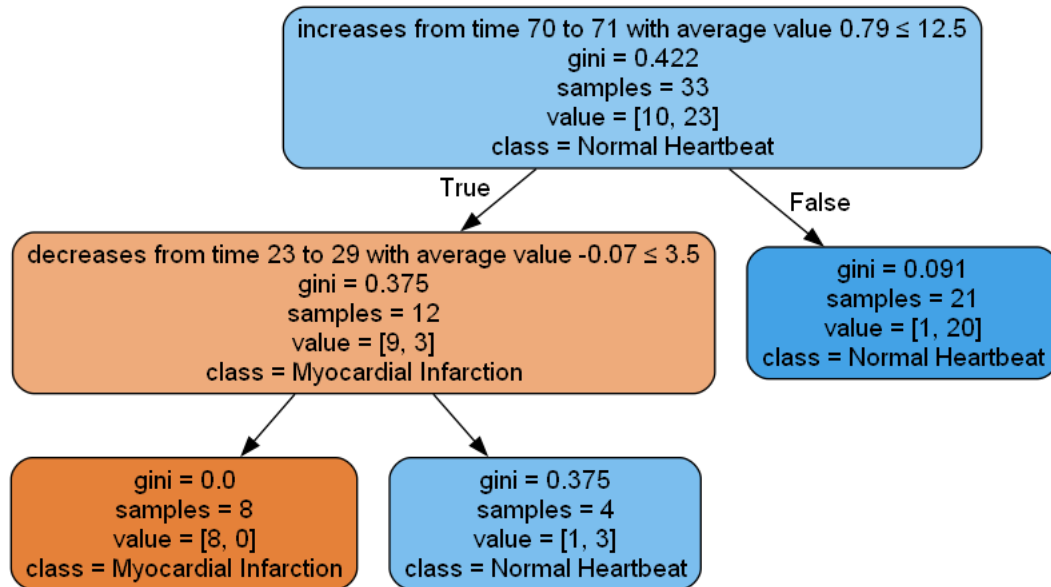 increases from time 70 to 71 with average value 0.79 ≤ 12.5
gini = 0.422
samples = 33
value = [10, 23]
class = Normal Heartbeat
True
False
decreases from time 23 to 29 with average value -0.07 ≤ 3.5
gini = 0.375
samples = 12
value = [9, 3]
class = Myocardial Infarction
gini = 0.091
samples = 21
value = [1, 20]
class = Normal Heartbeat
gini = 0.0
samples = 8
value = [8, 0]
class = Myocardial Infarction
gini = 0.375
samples = 4
value = [1, 3]
class = Normal Heartbeat